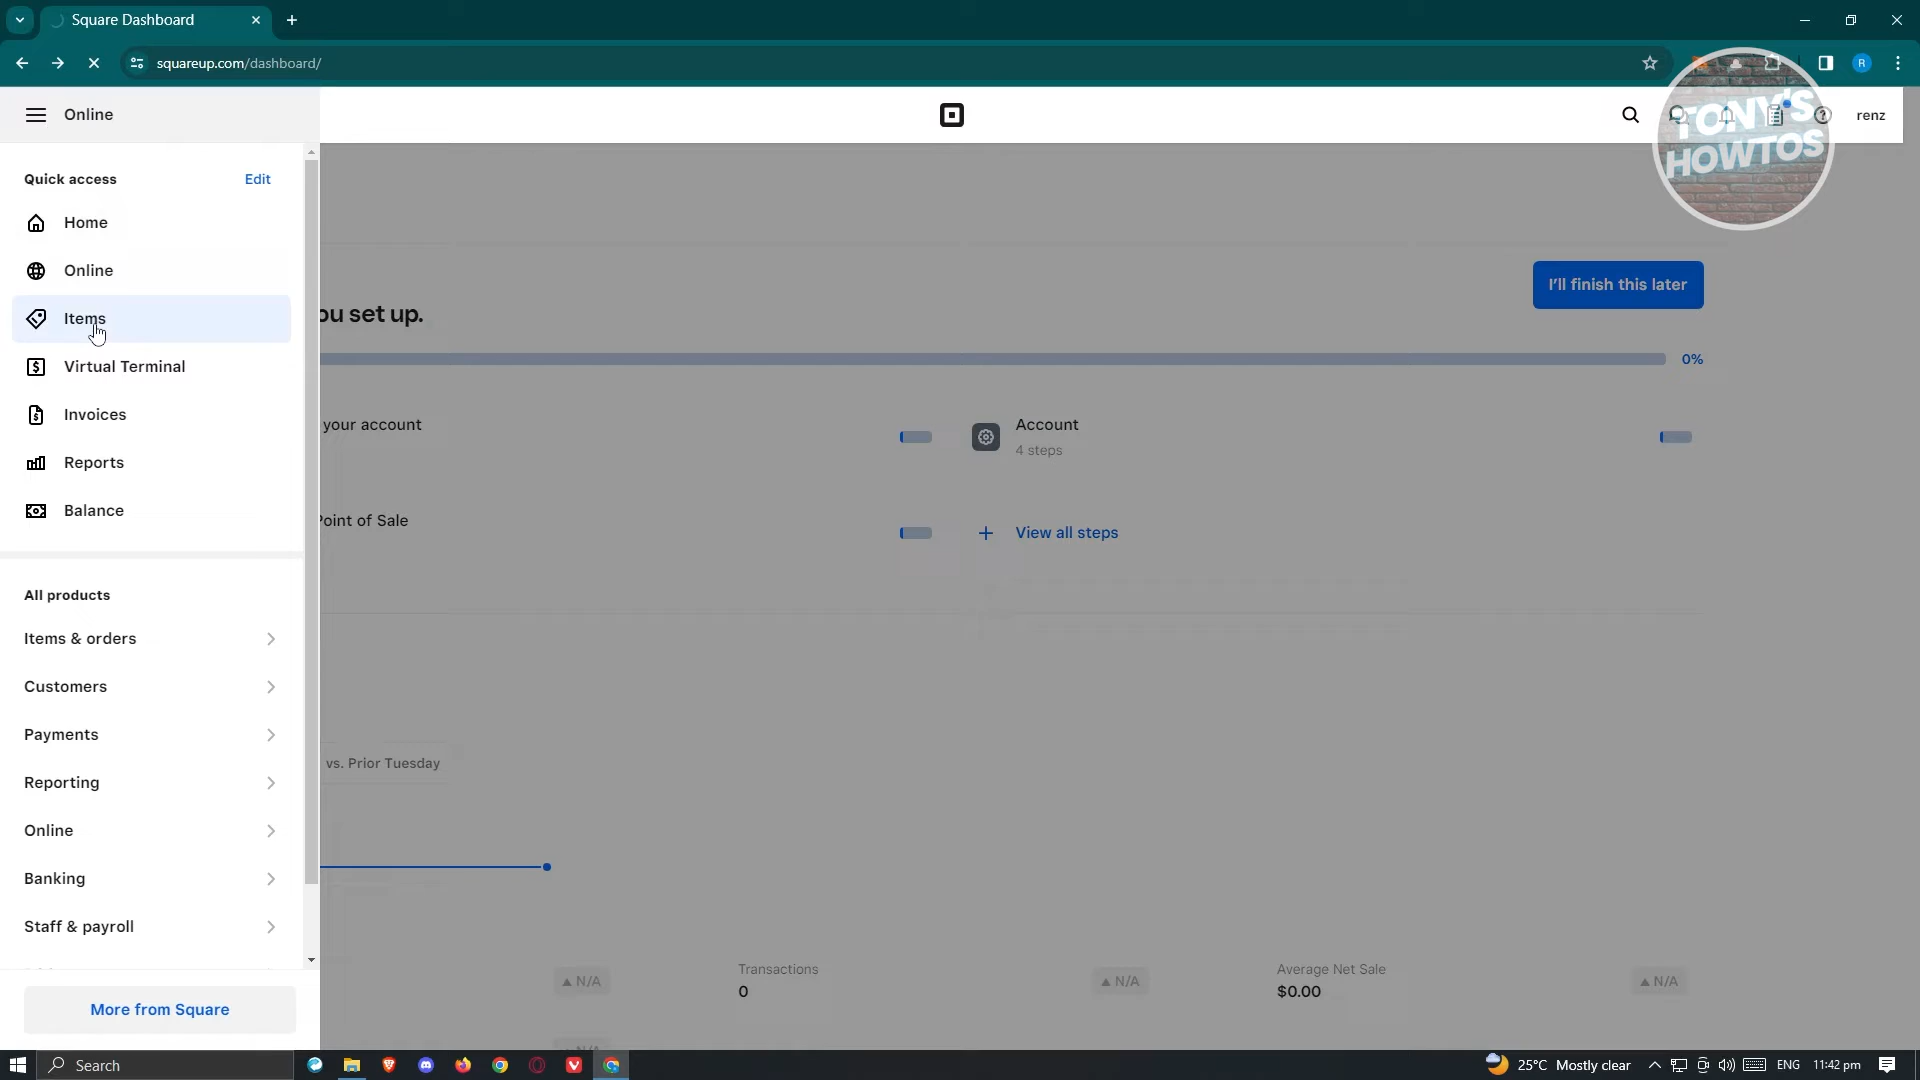 Square Dashboard
squareup.com/dashboard/
Online
renz
TONY'S
HOWTOS
Quick access
Edit
Home
Online
Items
Virtual Terminal
Invoices
Reports
Balance
All products
Items & orders
Customers
Payments
Reporting
Online
Banking
Staff & payroll
More from Square
I'll finish this later
ou set up.
0%
your account
Account
4 steps
Point of Sale
View all steps
vs. Prior Tuesday
N/A
Transactions
0
N/A
Average Net Sale
$0.00
N/A
N/A
Search
25°C Mostly clear
ENG
11:42 pm
R